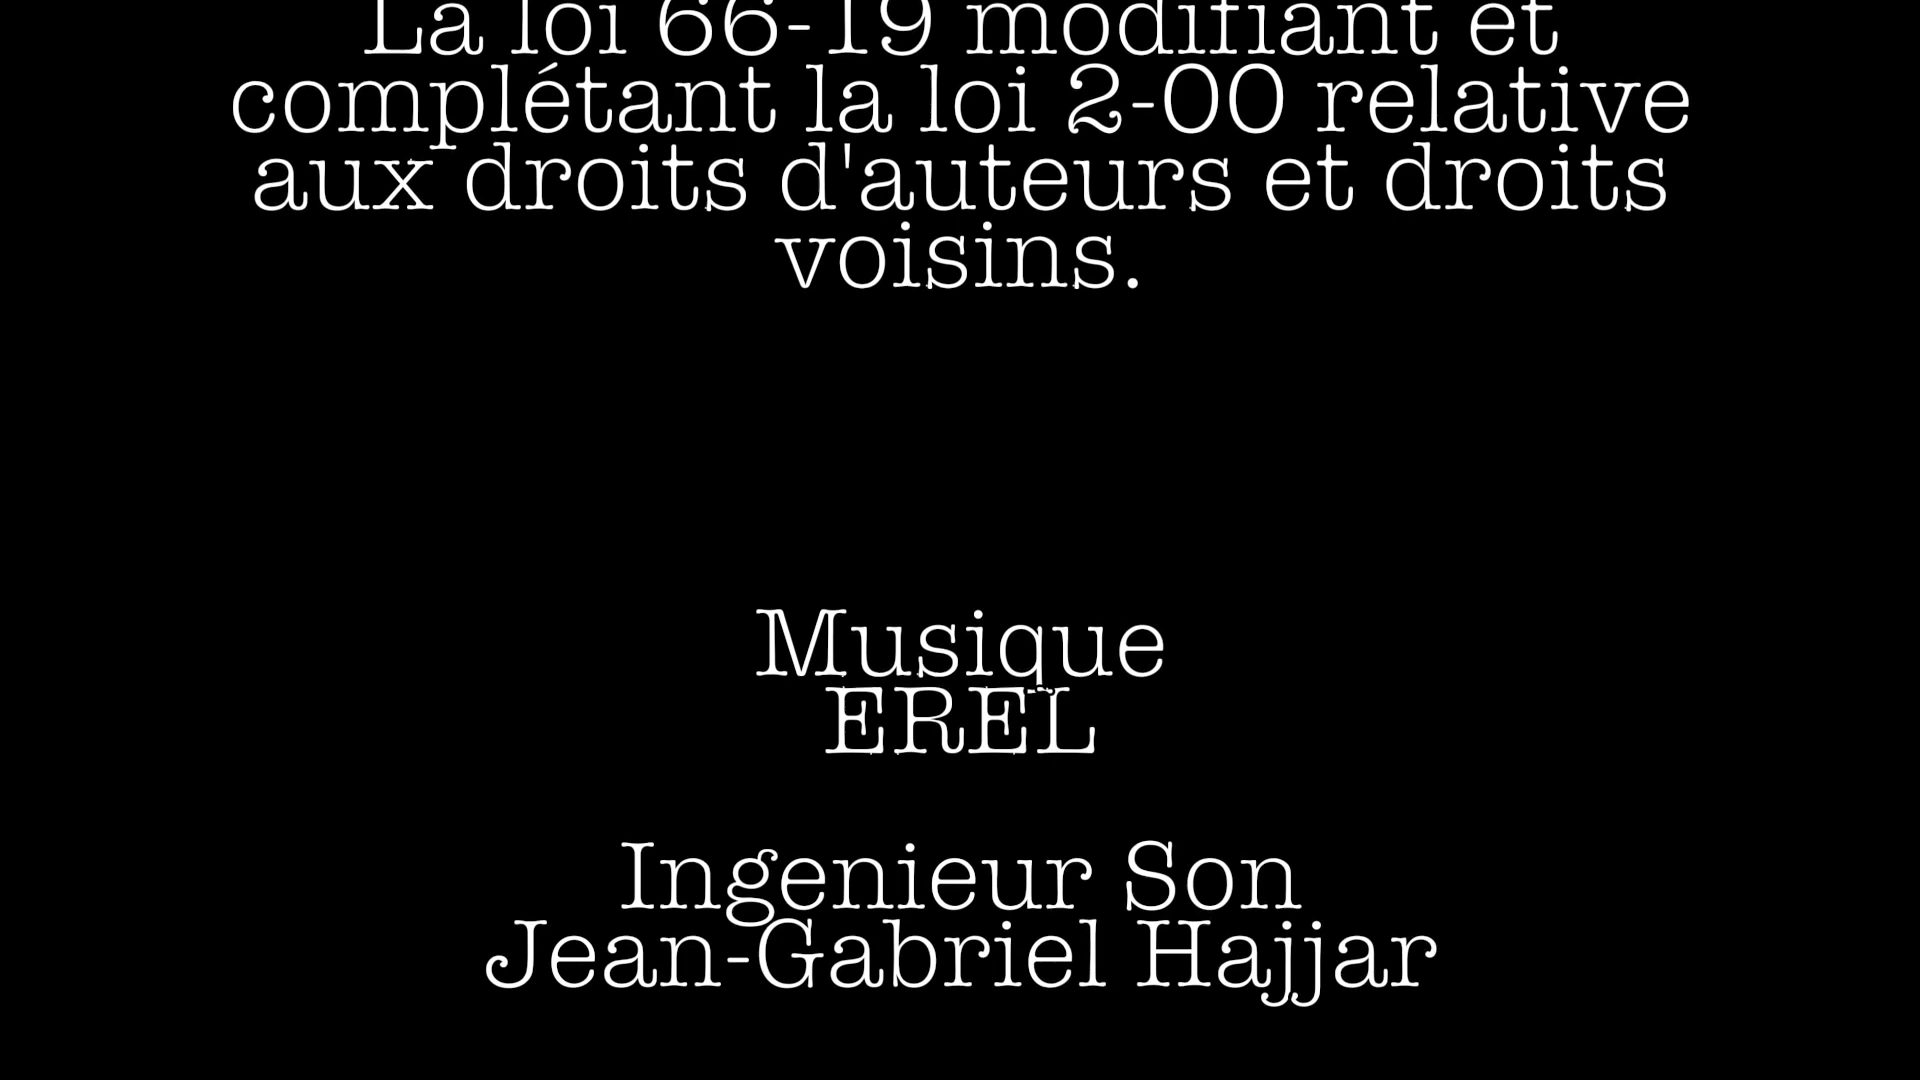 La loi 66-19 modifiant et
complétant la loi 2-00 relative
aux droits d'auteurs et droits
voisins.
Musique
EREL
Ingenieur Son
Jean-Gabriel Hajjar